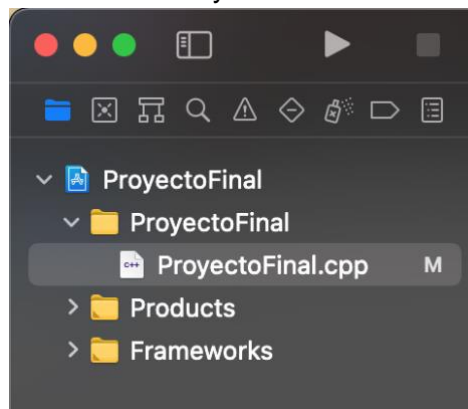 ProyectoFinal
ProyectoFinal
c++ ProyectoFinal.cpp M
Products
Frameworks